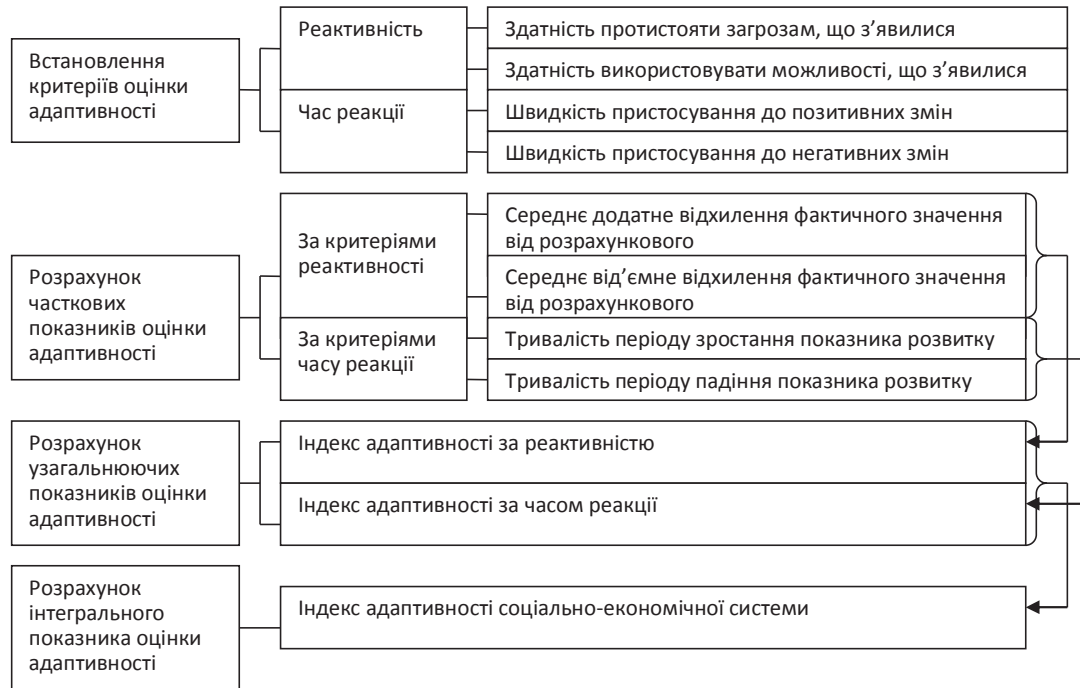 Встановлення
критеріїв оцінки
адаптивності
Реактивність
Здатність протистояти загрозам, що з’явилися
Здатність використовувати можливості, що з’явилися
Час реакції
Швидкість пристосування до позитивних змін
Швидкість пристосування до негативних змін
Розрахунок
часткових
показників оцінки
адаптивності
За критеріями
реактивності
Середнє додатне відхилення фактичного значення
від розрахункового
Середнє від’ємне відхилення фактичного значення
від розрахункового
За критеріями
часу реакції
Тривалість періоду зростання показника розвитку
Тривалість періоду падіння показника розвитку
Розрахунок
узагальнюючих
показників оцінки
адаптивності
Індекс адаптивності за реактивністю
Індекс адаптивності за часом реакції
Розрахунок
інтегрального
показника оцінки
адаптивності
Індекс адаптивності соціально-економічної системи